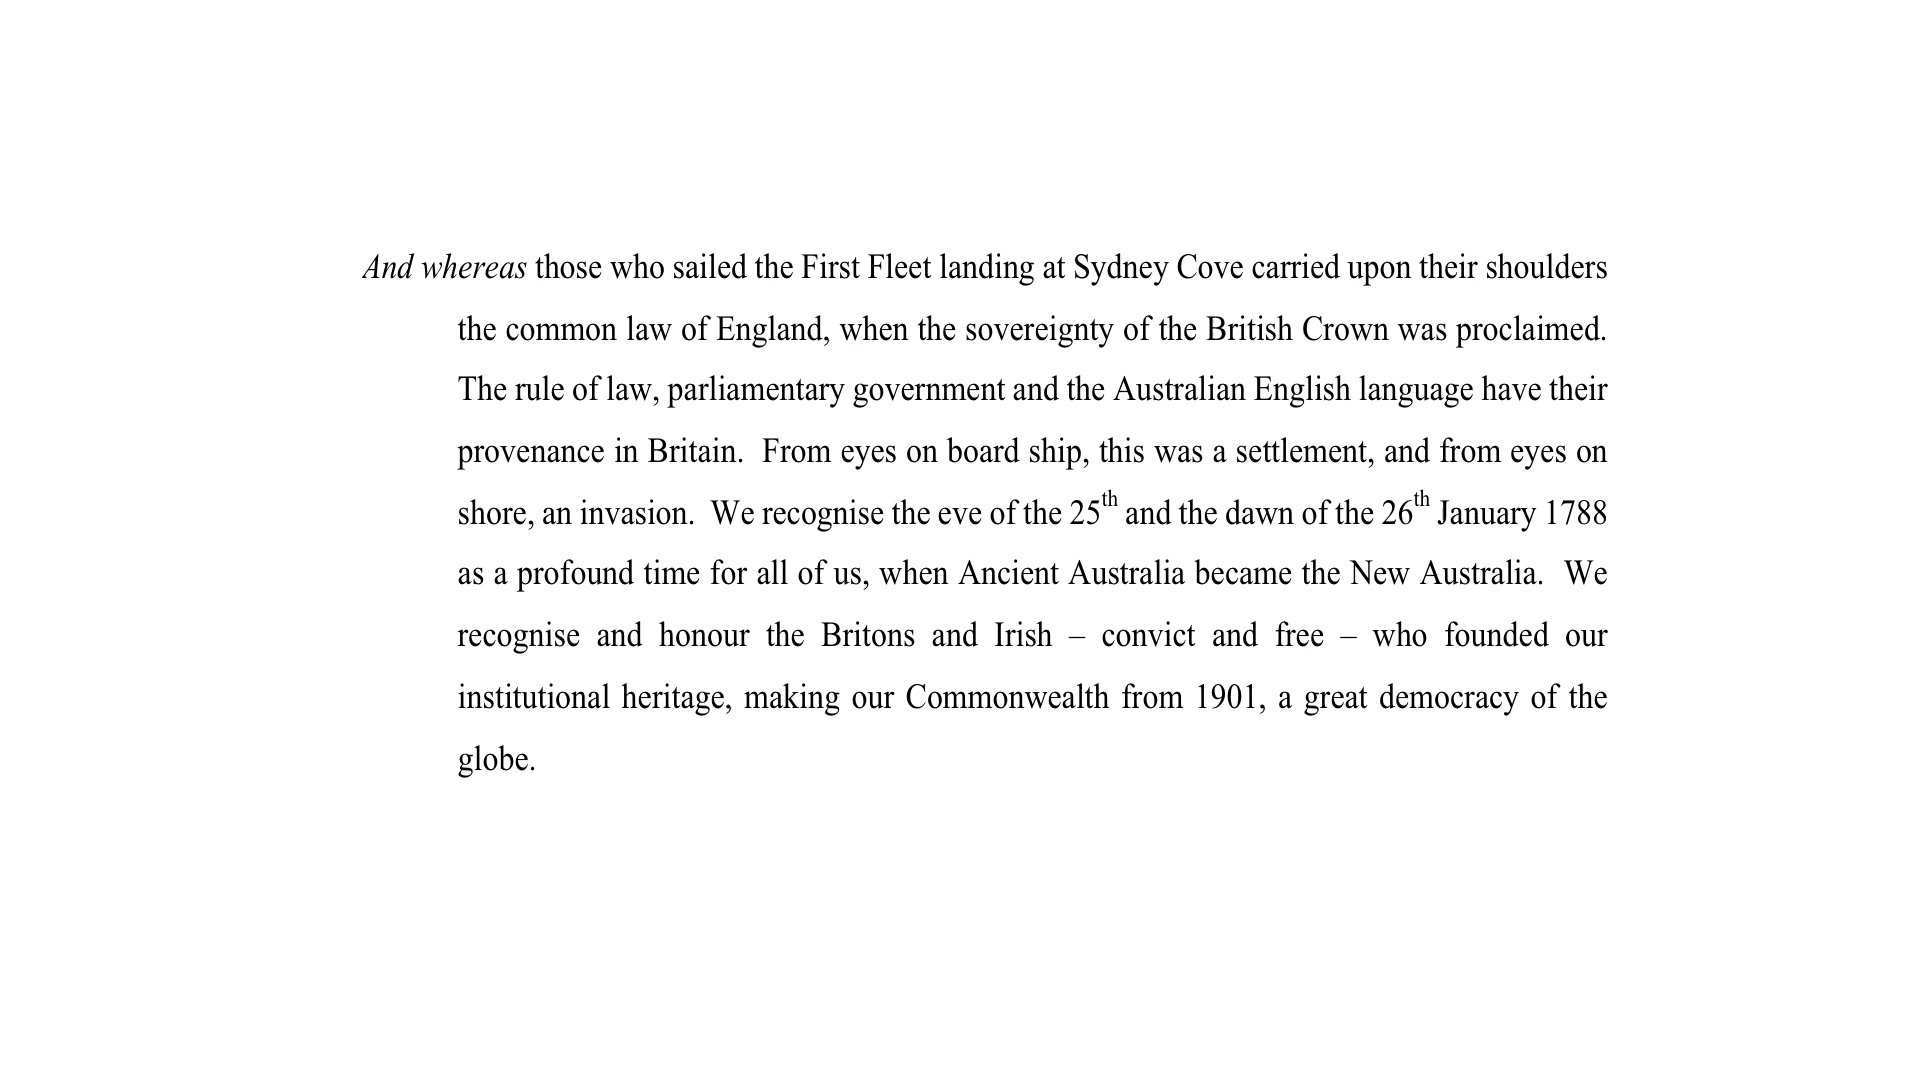 And whereas those who sailed the First Fleet landing at Sydney Cove carried upon their shoulders
the common law of England, when the sovereignty of the British Crown was proclaimed.
The rule of law, parliamentary government and the Australian English language have their
provenance in Britain.  From eyes on board ship, this was a settlement, and from eyes on
shore, an invasion.  We recognise the eve of the 25th and the dawn of the 26th January 1788
as a profound time for all of us, when Ancient Australia became the New Australia.  We
recognise and honour the Britons and Irish – convict and free – who founded our
institutional heritage, making our Commonwealth from 1901, a great democracy of the
globe.